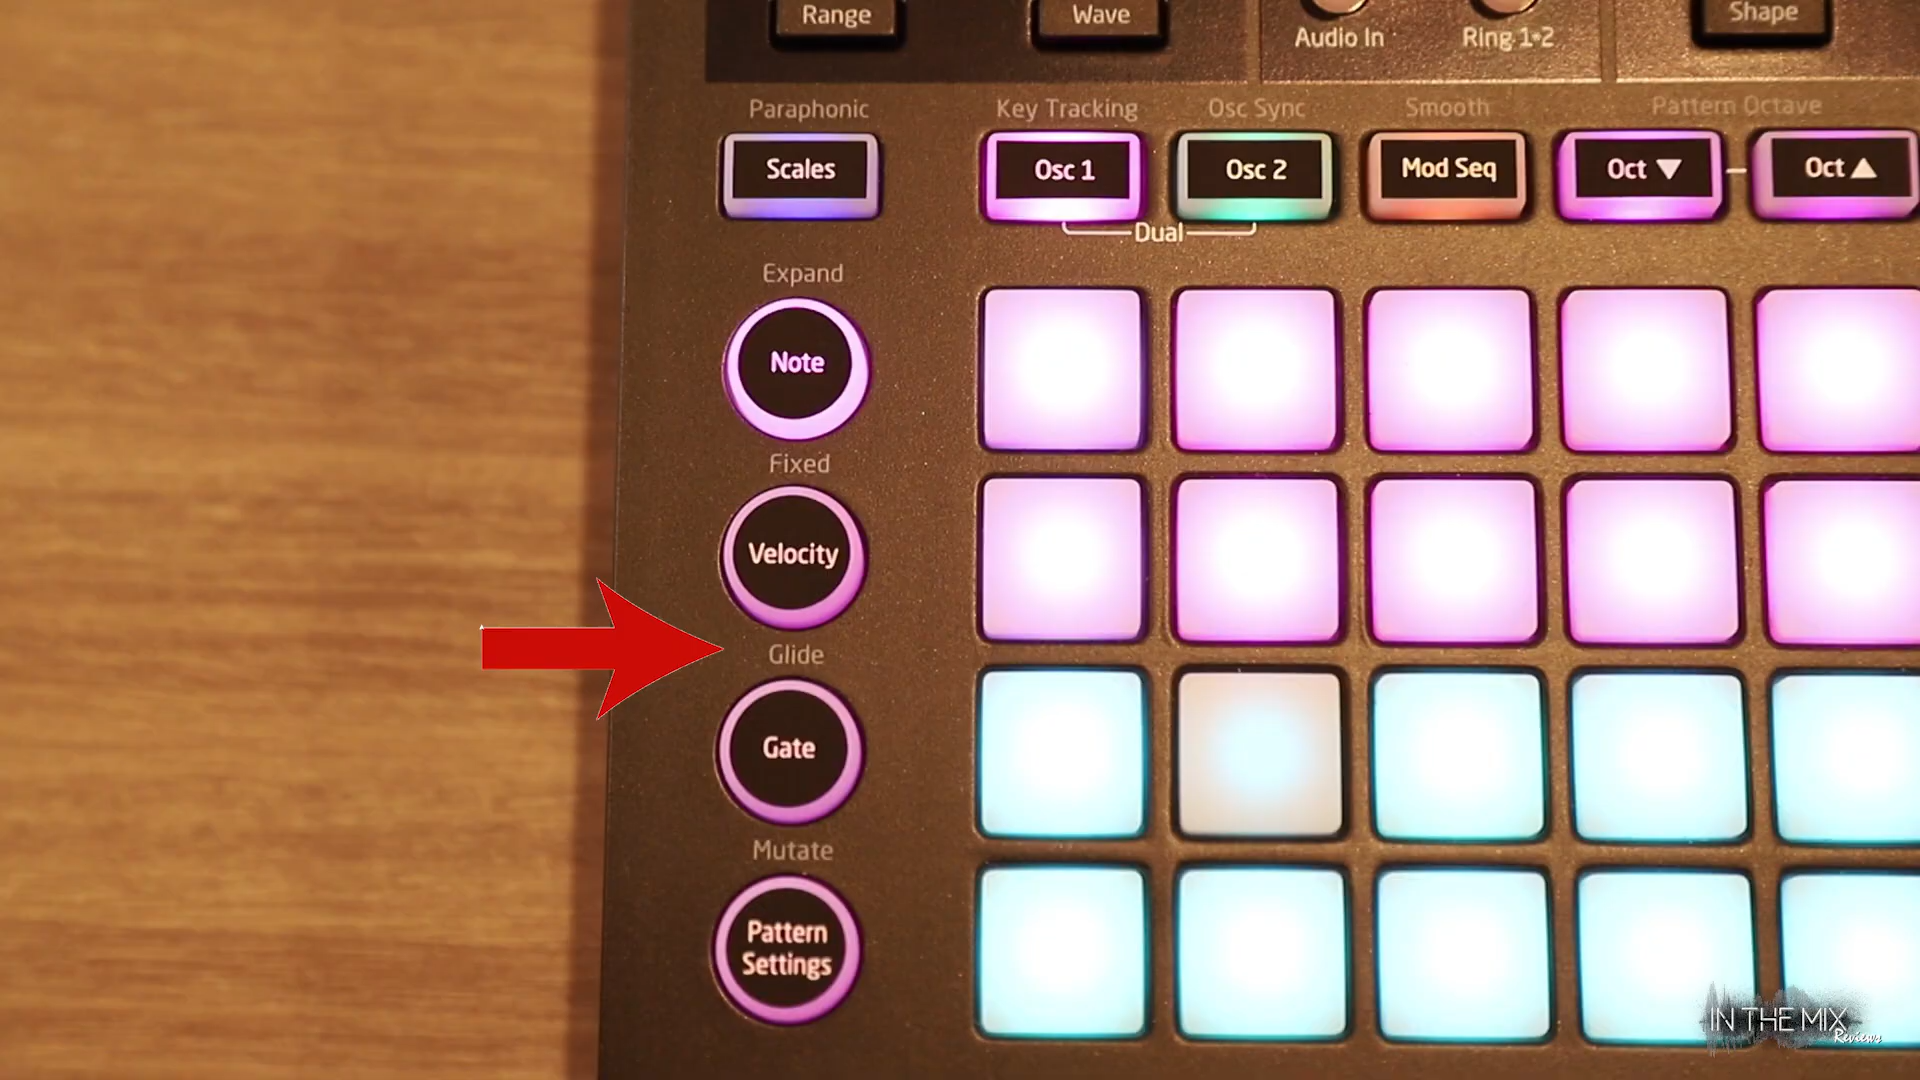 Range Wave Audio In Ring 1•2 Shape
Paraphonic Key Tracking Osc Sync Smooth Pattern Octave
Scales Osc 1 Osc 2 Mod Seq Oct ▼ Oct ▲
Dual
Expand
Note
Fixed
Velocity
Glide
Gate
Mutate
Pattern
Settings
IN THE MIX
Reviews